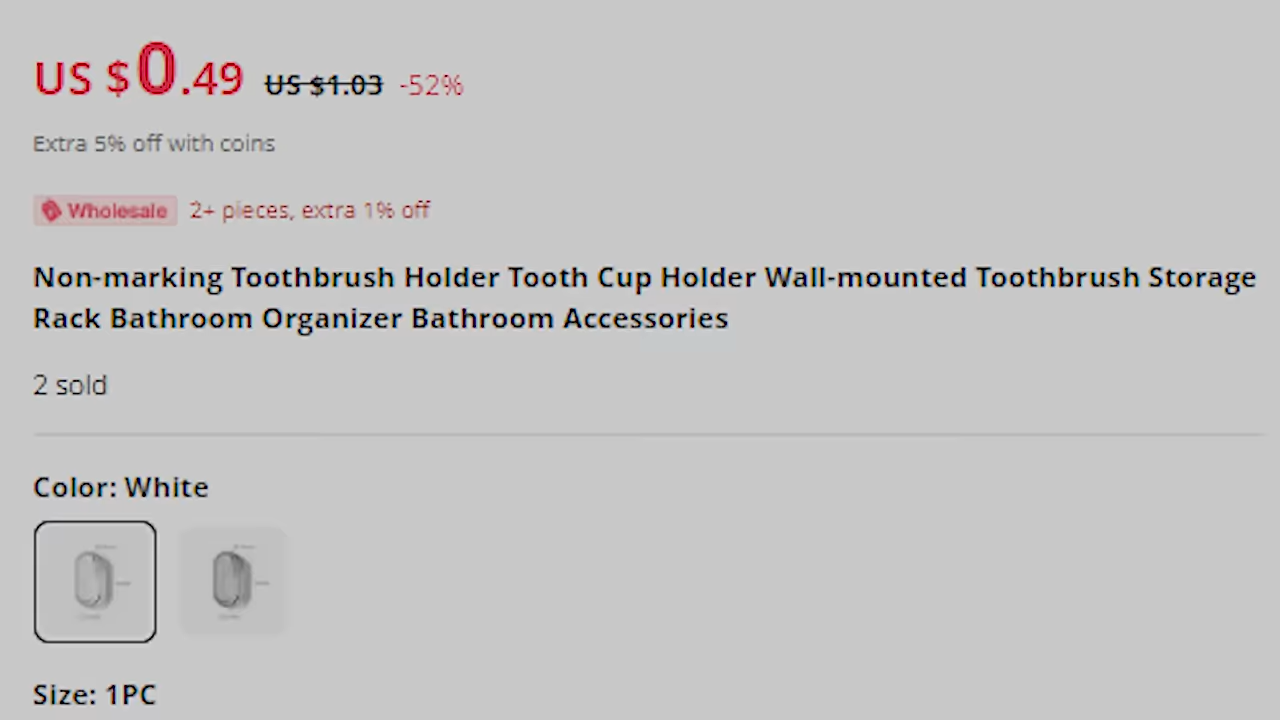 US $0.49 US $1.03 -52%
Extra 5% off with coins
Wholesale 2+ pieces, extra 1% off
Non-marking Toothbrush Holder Tooth Cup Holder Wall-mounted Toothbrush Storage
Rack Bathroom Organizer Bathroom Accessories
2 sold
Color: White
Size: 1PC